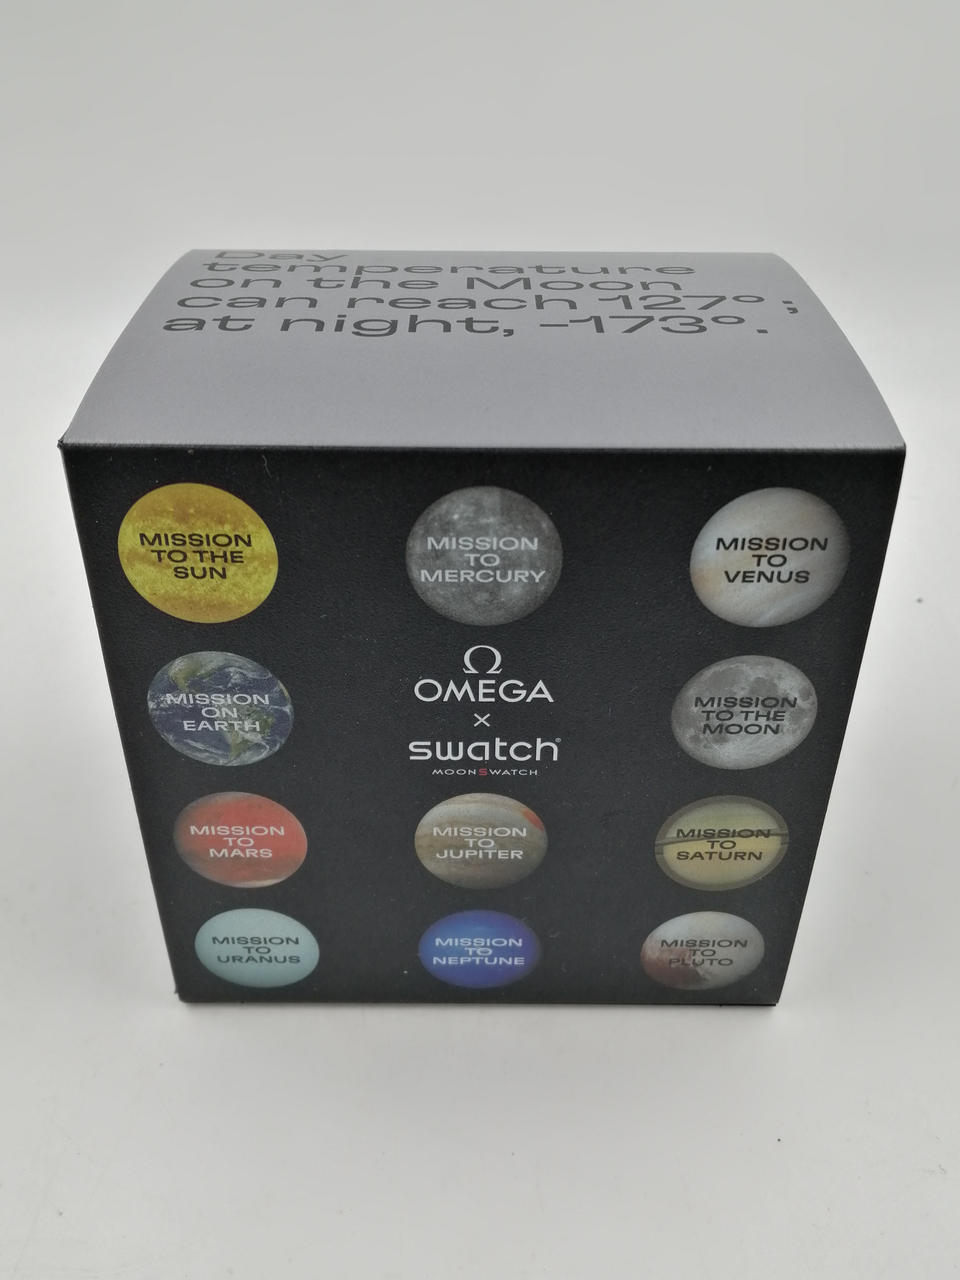 Day
temperature
on the Moon
can reach 127° ;
at night, -173°.
MISSION
TO THE
SUN
MISSION
TO
MERCURY
MISSION
TO
VENUS
MISSION
ON
EARTH
Ω
OMEGA
×
swatch®
MOONSWATCH
MISSION
TO THE
MOON
MISSION
TO
MARS
MISSION
TO
JUPITER
MISSION
TO
SATURN
MISSION
TO
URANUS
MISSION
TO
NEPTUNE
MISSION
TO
PLUTO